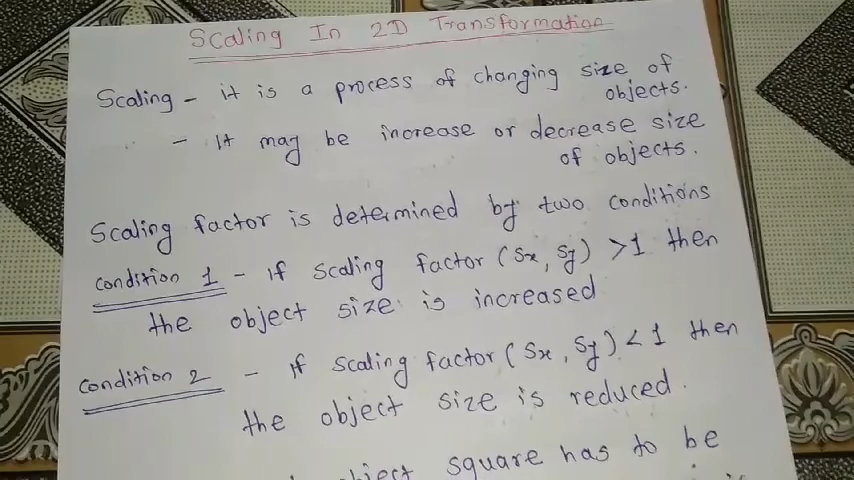 Scaling In 2D Transformation
Scaling - it is a process of changing size of
objects.
- It may be increase or decrease size
of objects.
Scaling factor is determined by two conditions
condition 1 - if scaling factor (Sx, Sy) >1 then
the object size is increased
condition 2 - if scaling factor (Sx, Sy) < 1 then
the object size is reduced.
object square has to be